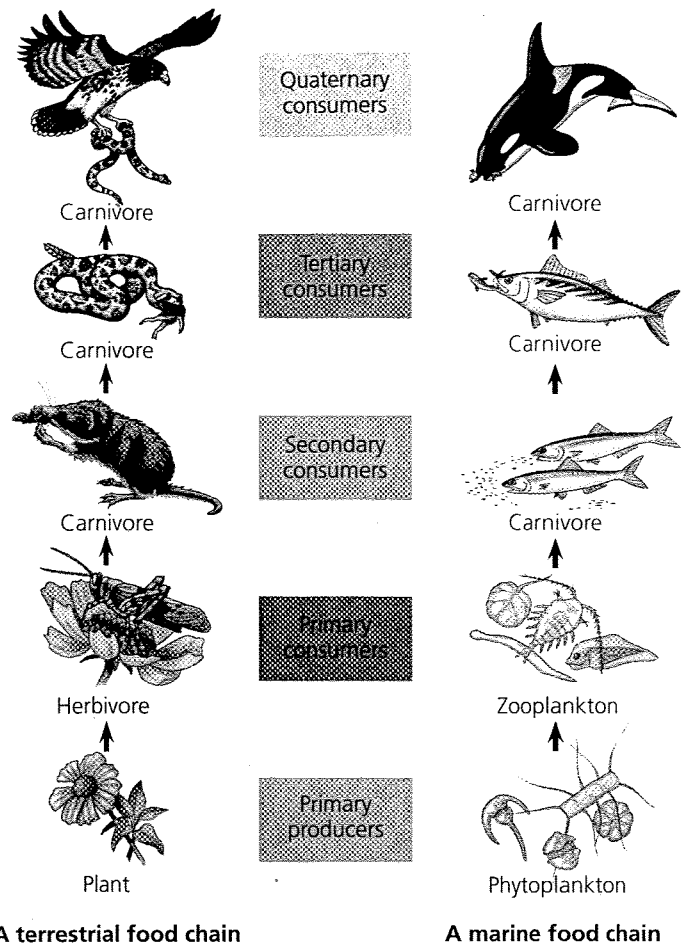 Quaternary
consumers
Carnivore
Carnivore
Tertiary
consumers
Carnivore
Carnivore
Secondary
consumers
Carnivore
Carnivore
Primary
consumers
Herbivore
Zooplankton
Primary
producers
Plant
Phytoplankton
A terrestrial food chain
A marine food chain